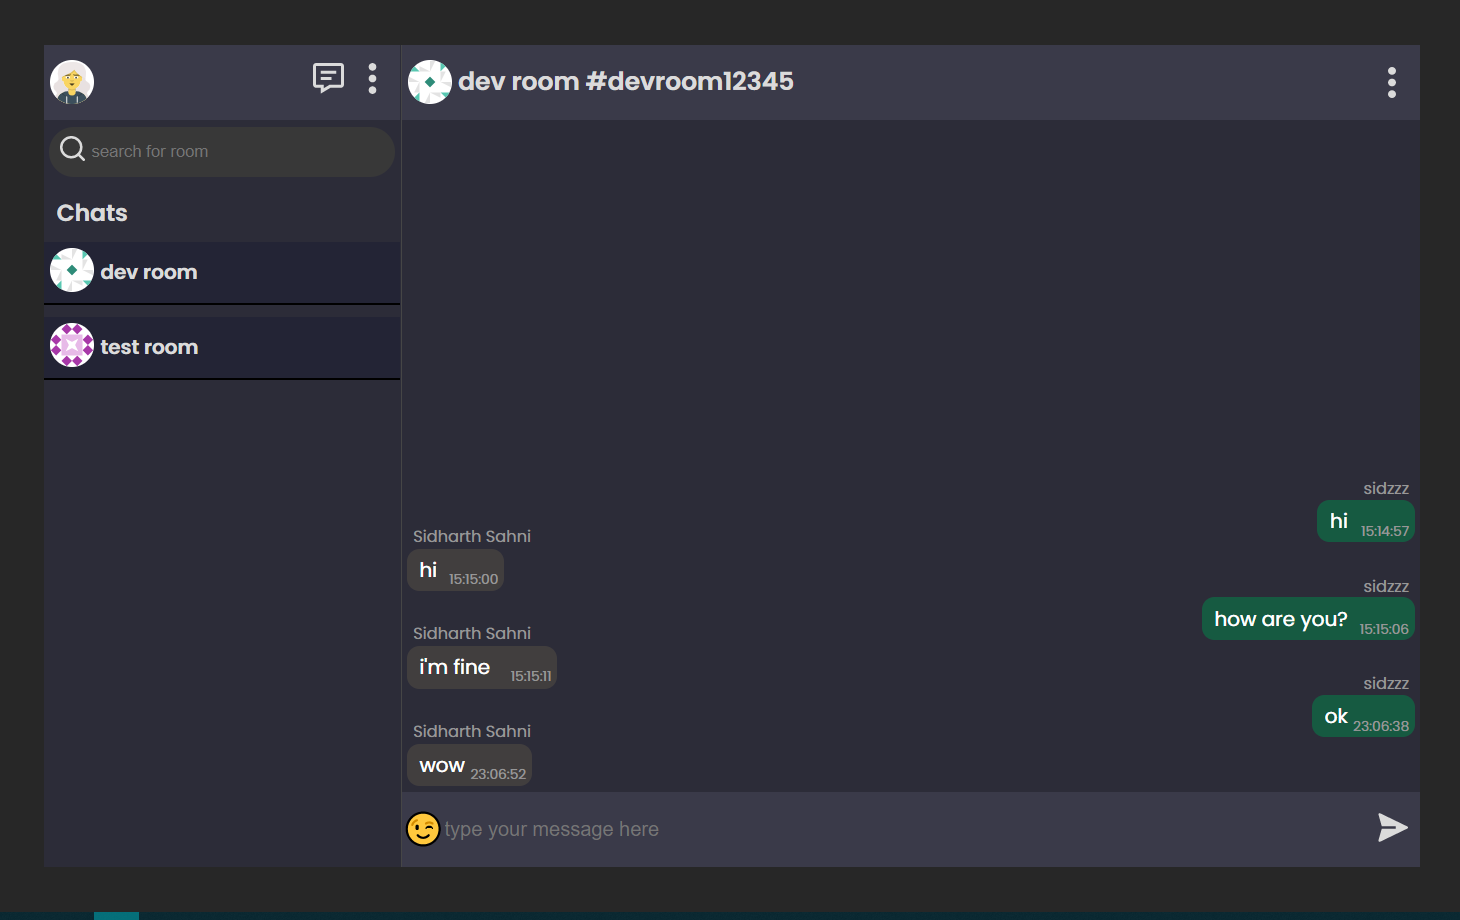 search for room
Chats
dev room
test room
dev room #devroom12345
sidzzz
hi 15:14:57
Sidharth Sahni
hi 15:15:00
sidzzz
how are you? 15:15:06
Sidharth Sahni
i'm fine 15:15:11
sidzzz
ok 23:06:38
Sidharth Sahni
wow 23:06:52
type your message here